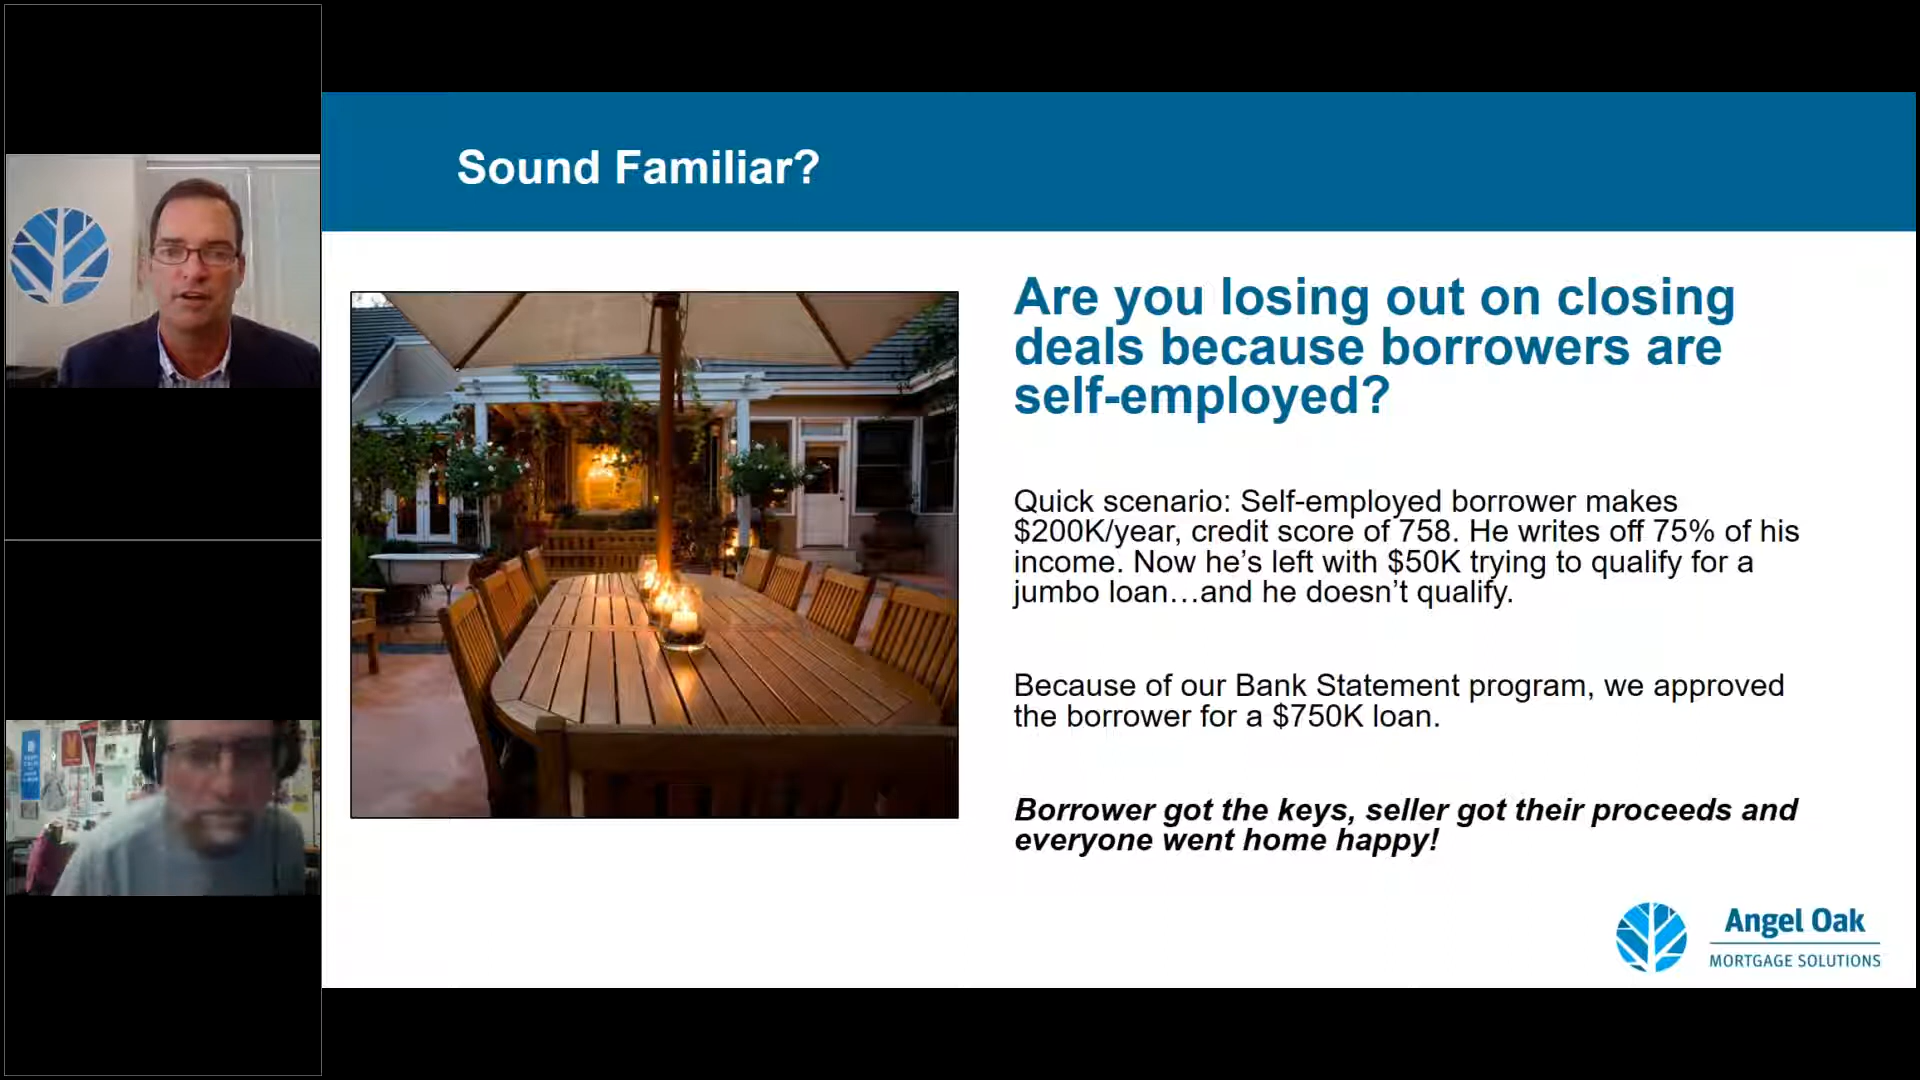 Sound Familiar?
Are you losing out on closing
deals because borrowers are
self-employed?
Quick scenario: Self-employed borrower makes
$200K/year, credit score of 758. He writes off 75% of his
income. Now he’s left with $50K trying to qualify for a
jumbo loan…and he doesn’t qualify.
Because of our Bank Statement program, we approved
the borrower for a $750K loan.
Borrower got the keys, seller got their proceeds and
everyone went home happy!
Angel Oak
MORTGAGE SOLUTIONS